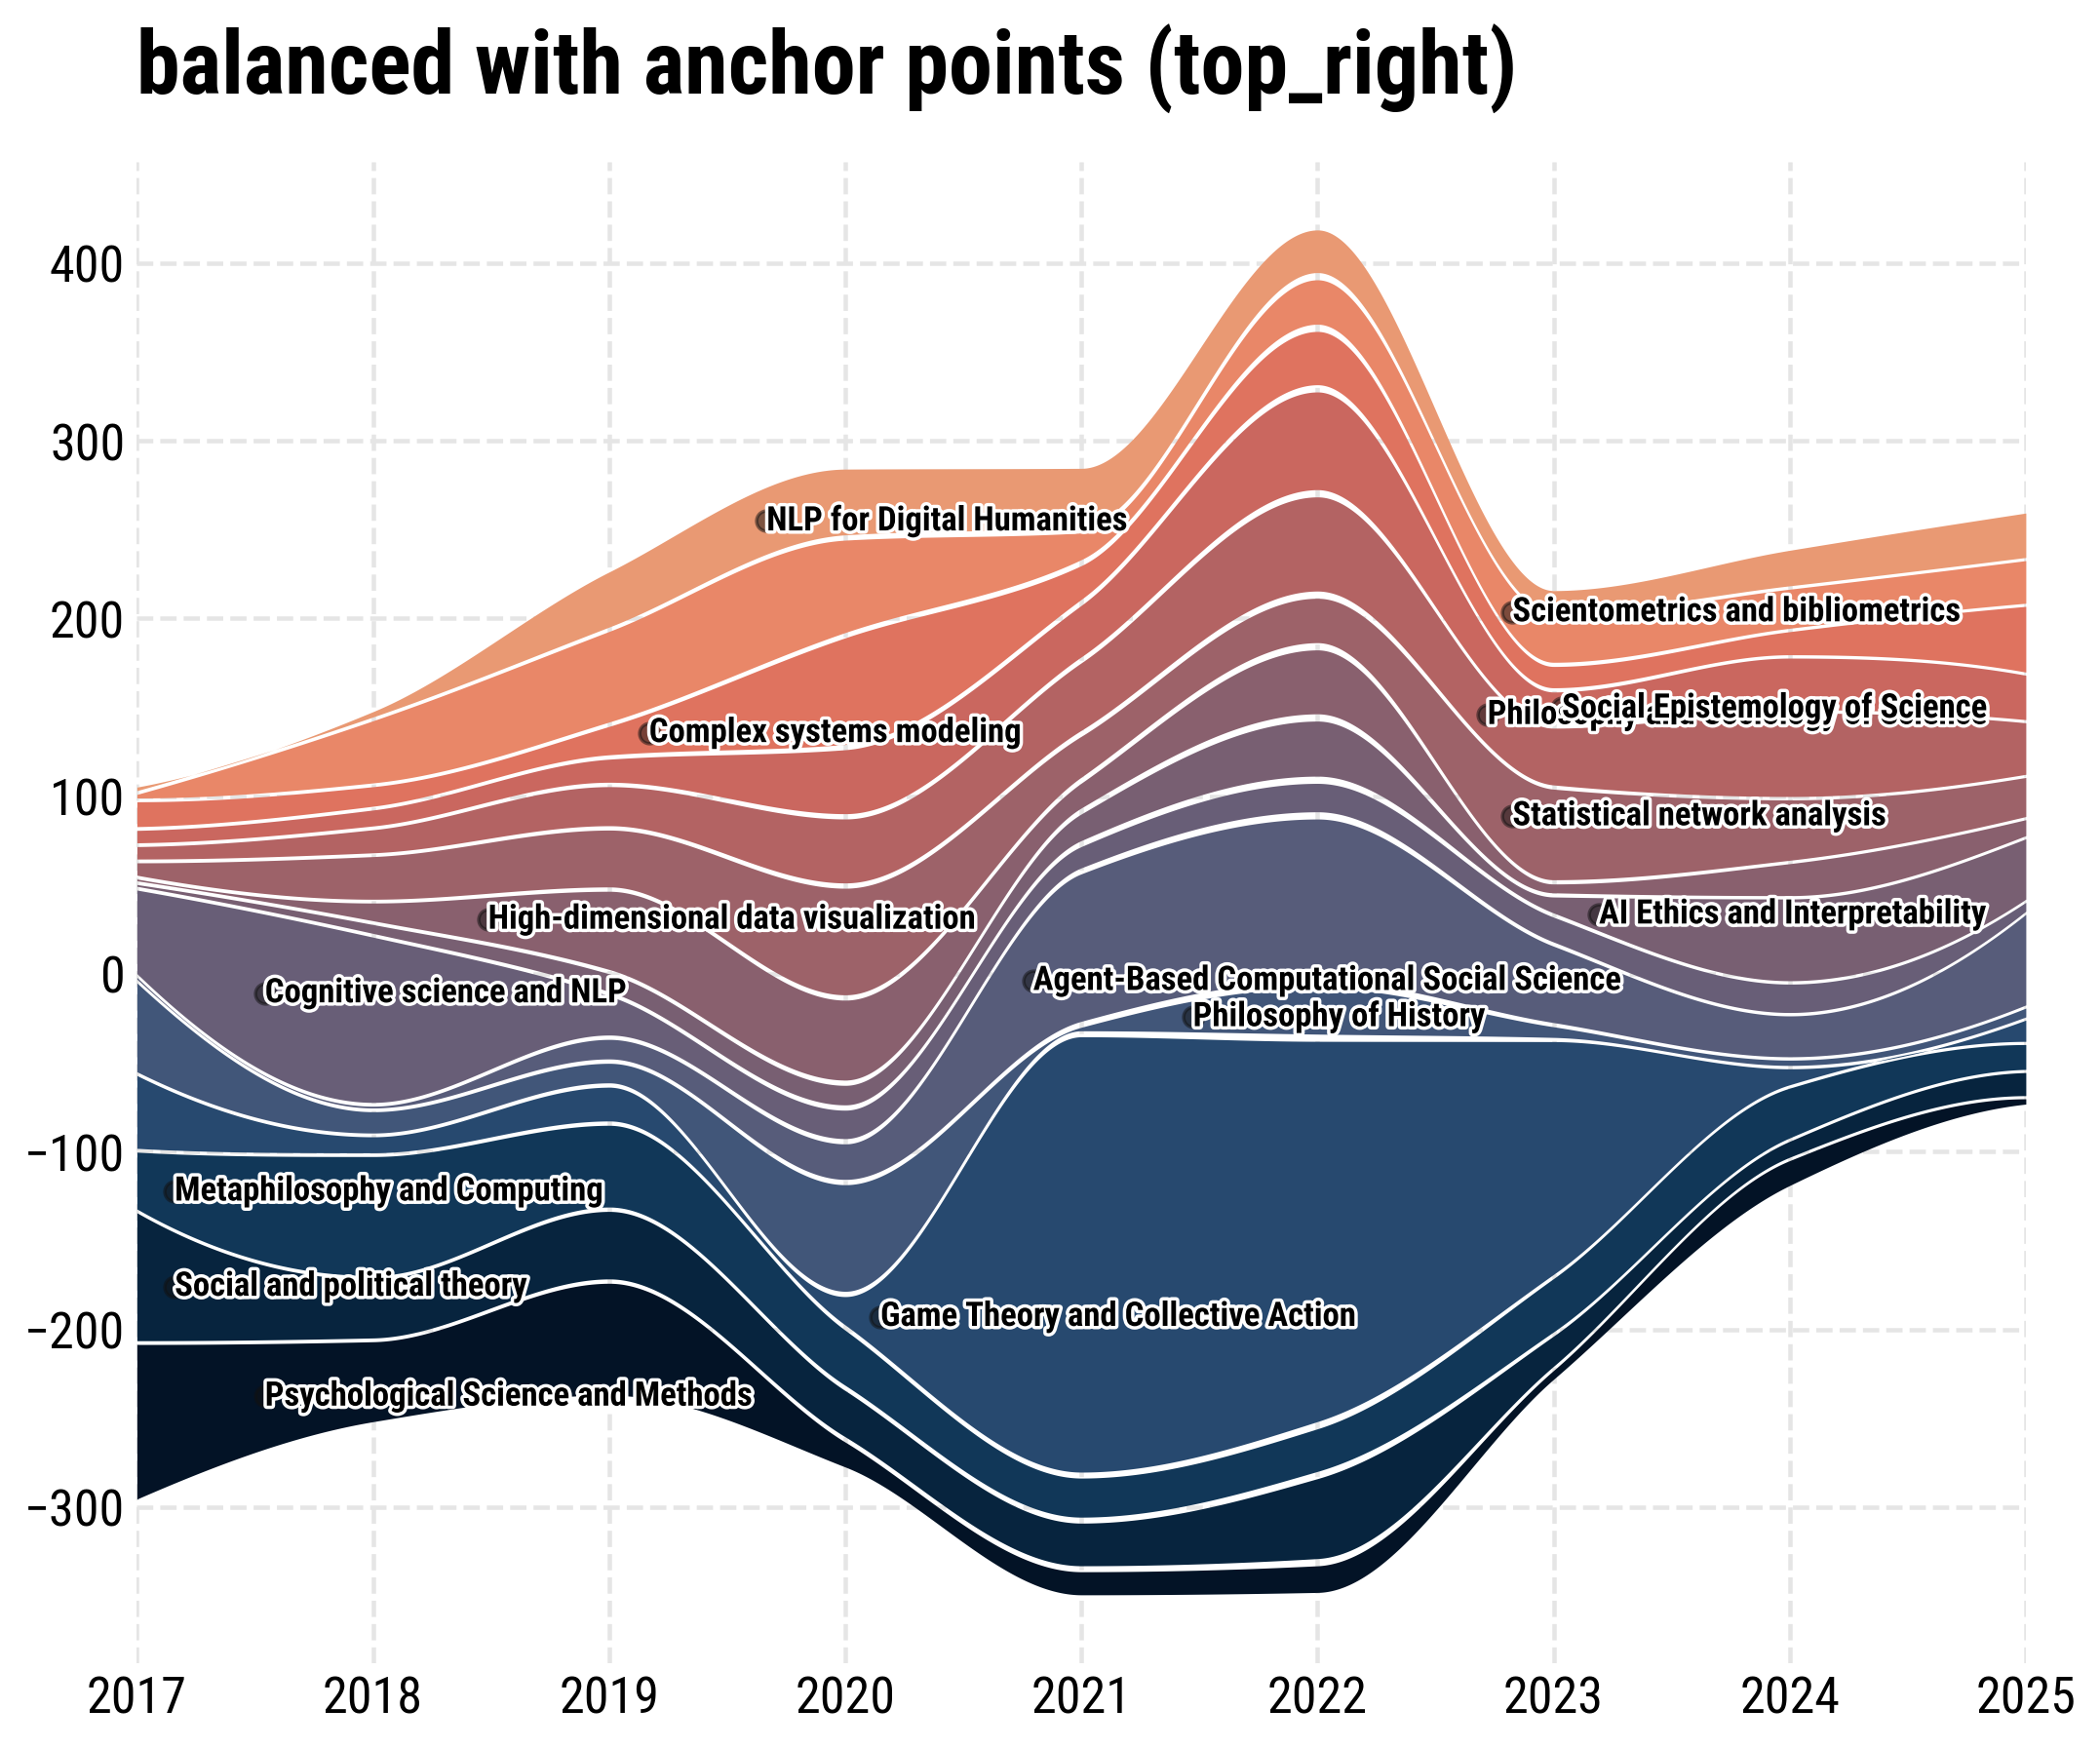 balanced with anchor points (top_right)
400
300
200
100
0
−100
−200
−300
NLP for Digital Humanities
Scientometrics and bibliometrics
Philosophy and
Social Epistemology of Science
Complex systems modeling
Statistical network analysis
High-dimensional data visualization
AI Ethics and Interpretability
Cognitive science and NLP
Agent-Based Computational Social Science
Philosophy of History
Metaphilosophy and Computing
Social and political theory
Game Theory and Collective Action
Psychological Science and Methods
2017 2018 2019 2020 2021 2022 2023 2024 2025